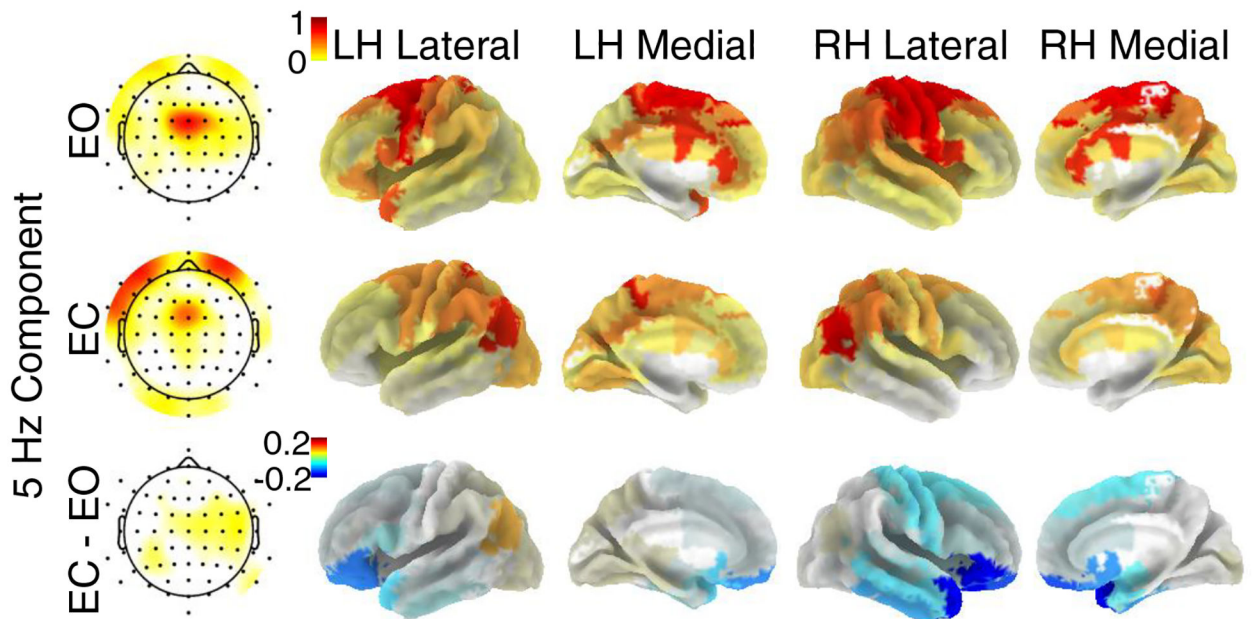 1
0
LH Lateral
LH Medial
RH Lateral
RH Medial
5 Hz Component
EO
EC
EC - EO
0.2
-0.2